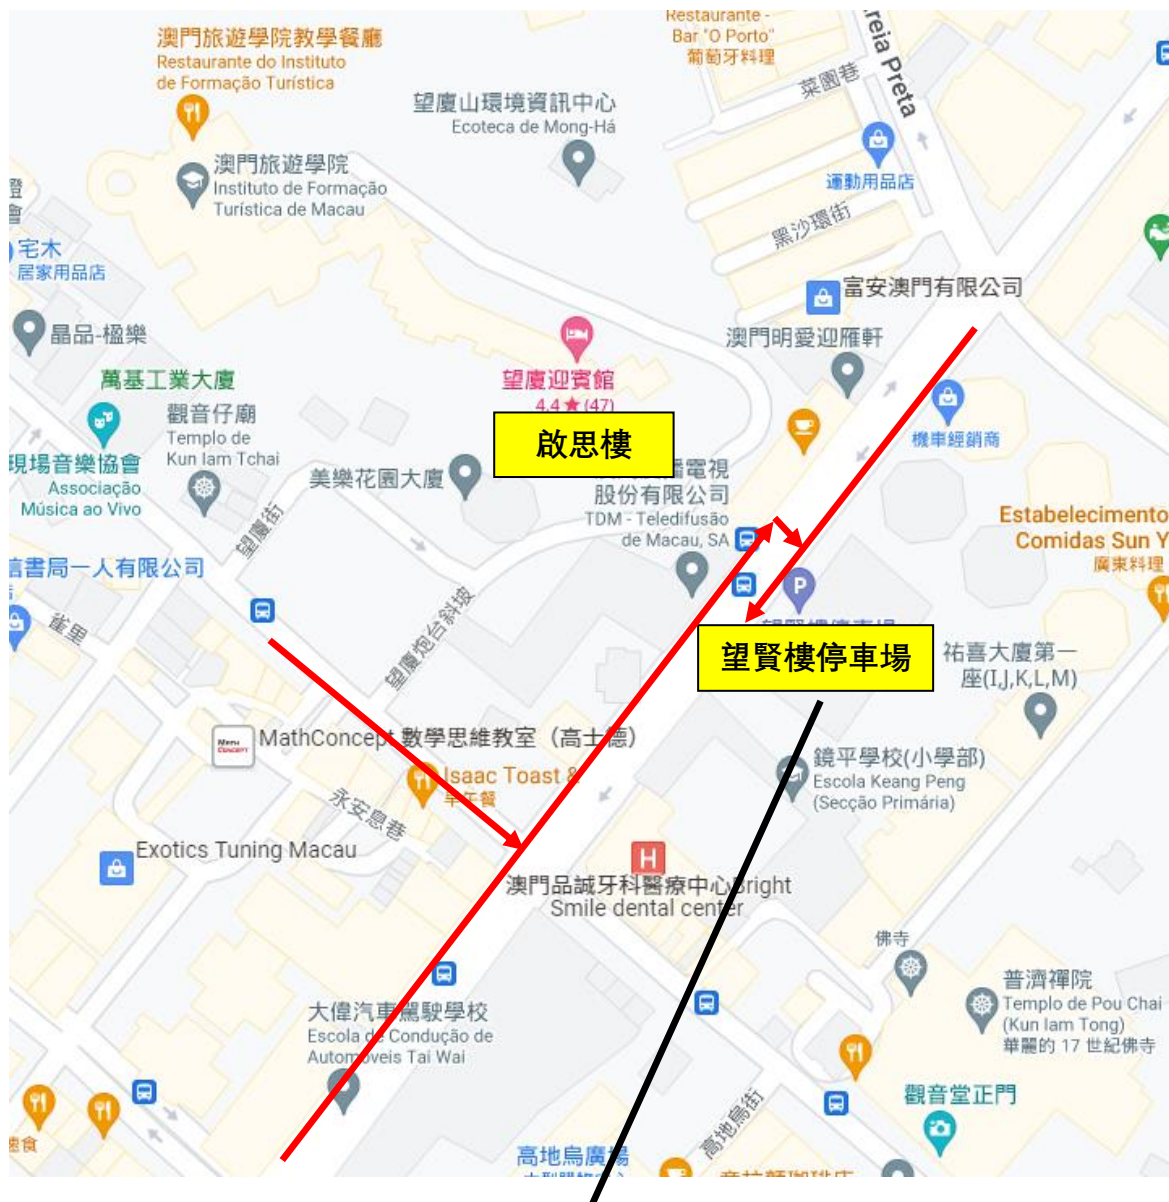 澳門旅遊學院教學餐廳
Restaurante do Instituto
de Formação Turística
Restaurante -
Bar "O Porto"
葡萄牙料理
reia Preta
菜園巷
望廈山環境資訊中心
Ecoteca de Mong-Há
澳門旅遊學院
Instituto de Formação
Turística de Macau
運動用品店
黑沙環街
宅木
居家用品店
富安澳門有限公司
晶品-楹樂
澳門明愛迎雁軒
萬基工業大廈
望廈迎賓館
4.4★(47)
觀音仔廟
Templo de
Kun Iam Tchai
機車經銷商
啟思樓
現場音樂協會
Associação
Música ao Vivo
美樂花園大廈
播電視
股份有限公司
TDM - Teledifusão
de Macau, SA
望廈街
Estabelecimento
Comidas Sun Y
廣東料理
信書局一人有限公司
P
雀里
望廈炮台斜坡
望賢樓停車場
祐喜大廈第一
座(I,J,K,L,M)
MathConcept 數學思維教室（高士德）
Isaac Toast &
早午餐
鏡平學校(小學部)
Escola Keang Peng
(Secção Primária)
永安息巷
Exotics Tuning Macau
H
澳門品誠牙科醫療中心Bright
Smile dental center
佛寺
普濟禪院
Templo de Pou Chai
(Kun Iam Tong)
華麗的 17 世紀佛寺
大偉汽車駕駛學校
Escola de Condução de
Automóveis Tai Wai
觀音堂正門
高地烏街
速食
高地烏廣場